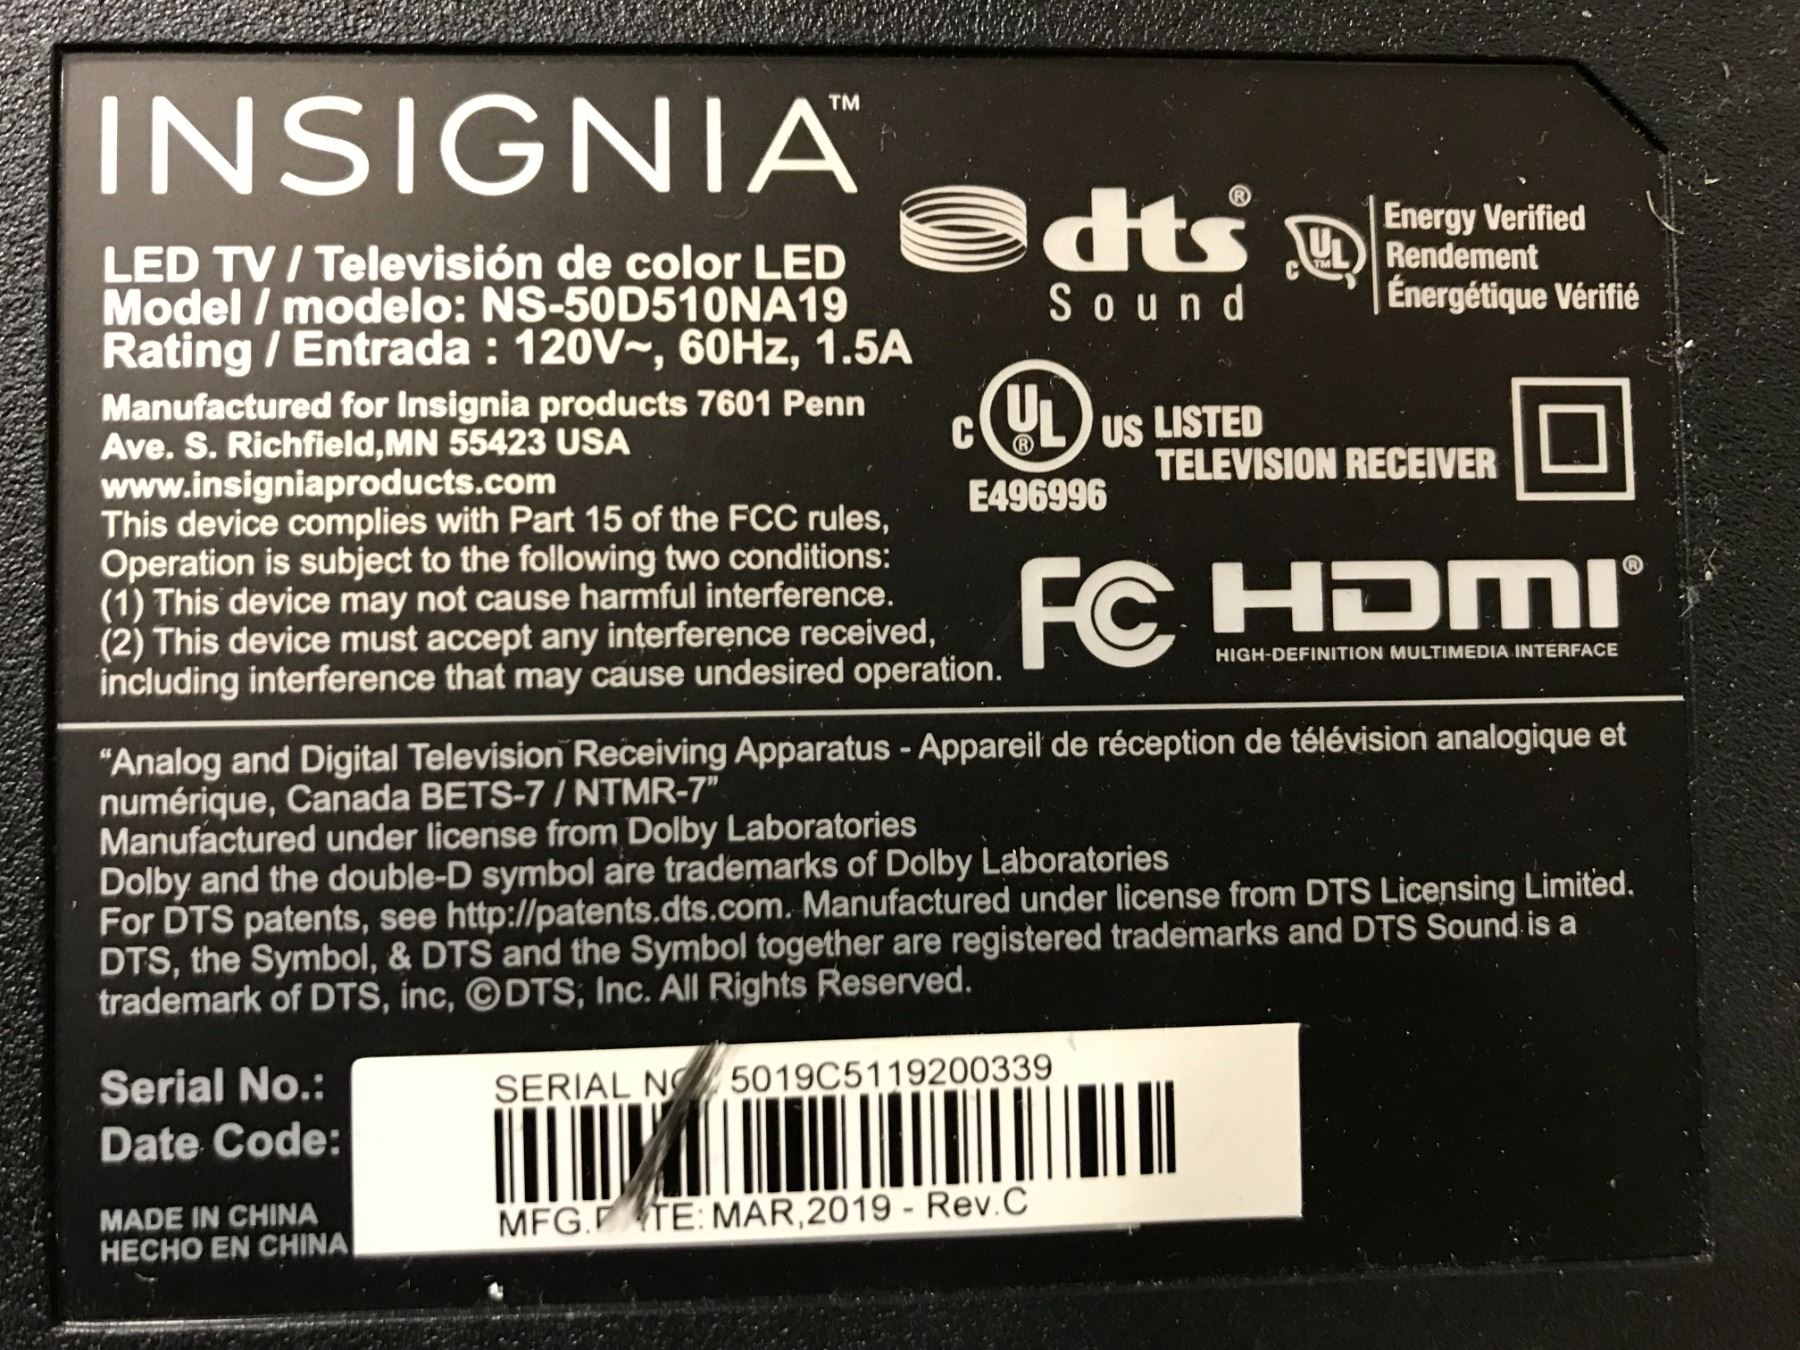 INSIGNIA™
LED TV / Televisión de color LED
Model / modelo: NS-50D510NA19
Rating / Entrada : 120V~, 60Hz, 1.5A
Manufactured for Insignia products 7601 Penn
Ave. S. Richfield,MN 55423 USA
www.insigniaproducts.com
This device complies with Part 15 of the FCC rules,
Operation is subject to the following two conditions:
(1) This device may not cause harmful interference.
(2) This device must accept any interference received,
including interference that may cause undesired operation.
dts®
Sound
C UL™
Energy Verified
Rendement
Énergétique Vérifié
C UL® US LISTED
TELEVISION RECEIVER
E496996
FC HDMI®
HIGH-DEFINITION MULTIMEDIA INTERFACE
“Analog and Digital Television Receiving Apparatus - Appareil de réception de télévision analogique et
numérique, Canada BETS-7 / NTMR-7”
Manufactured under license from Dolby Laboratories
Dolby and the double-D symbol are trademarks of Dolby Laboratories
For DTS patents, see http://patents.dts.com. Manufactured under license from DTS Licensing Limited.
DTS, the Symbol, & DTS and the Symbol together are registered trademarks and DTS Sound is a
trademark of DTS, inc, ©DTS, Inc. All Rights Reserved.
Serial No.:
Date Code:
SERIAL 5019C5119200339
MAR,2019 - Rev.C
MADE IN CHINA
HECHO EN CHINA